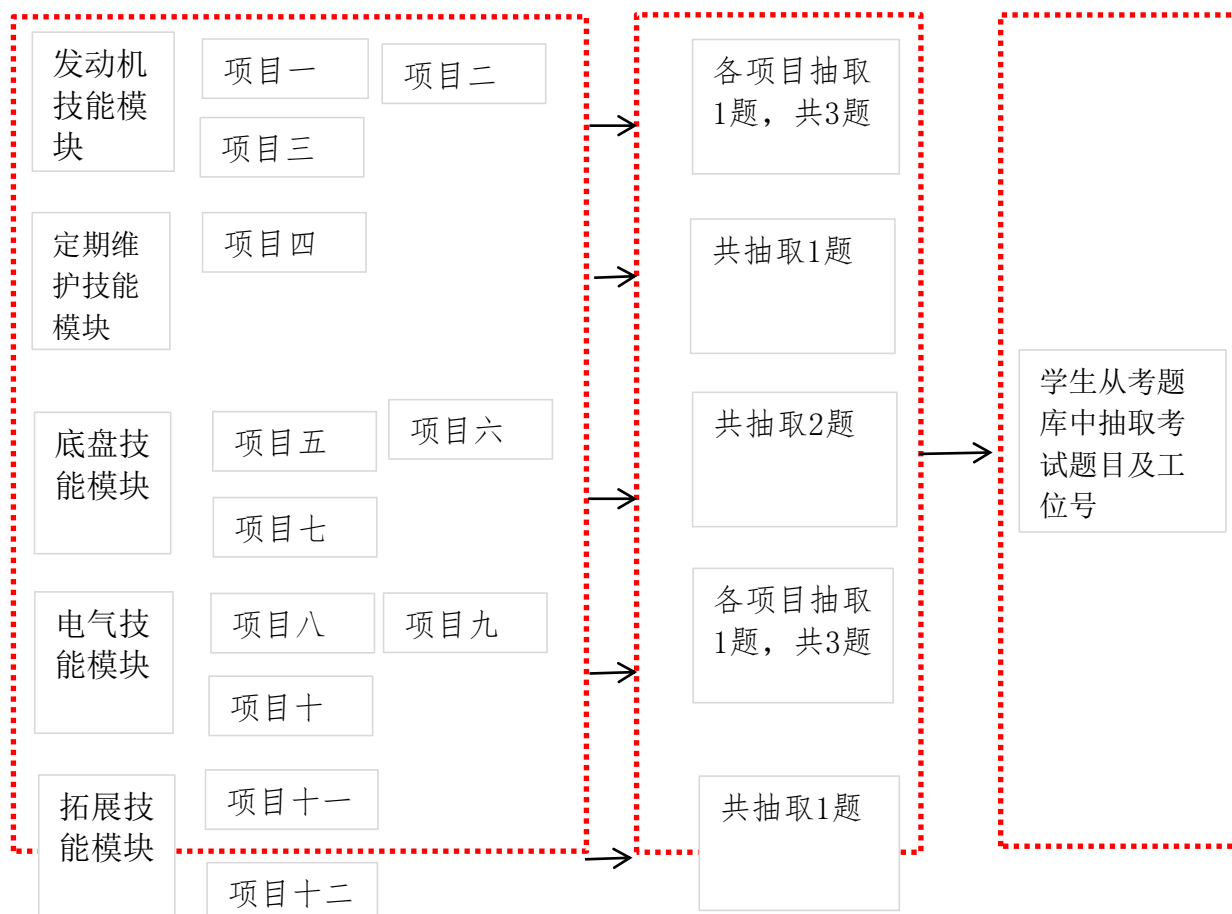 发动机
技能模
块
项目一
项目二
项目三
各项目抽取
1题，共3题
定期维
护技能
模块
项目四
共抽取1题
底盘技
能模块
项目五
项目六
项目七
共抽取2题
学生从考题
库中抽取考
试题目及工
位号
电气技
能模块
项目八
项目九
项目十
各项目抽取
1题，共3题
拓展技
能模块
项目十一
项目十二
共抽取1题